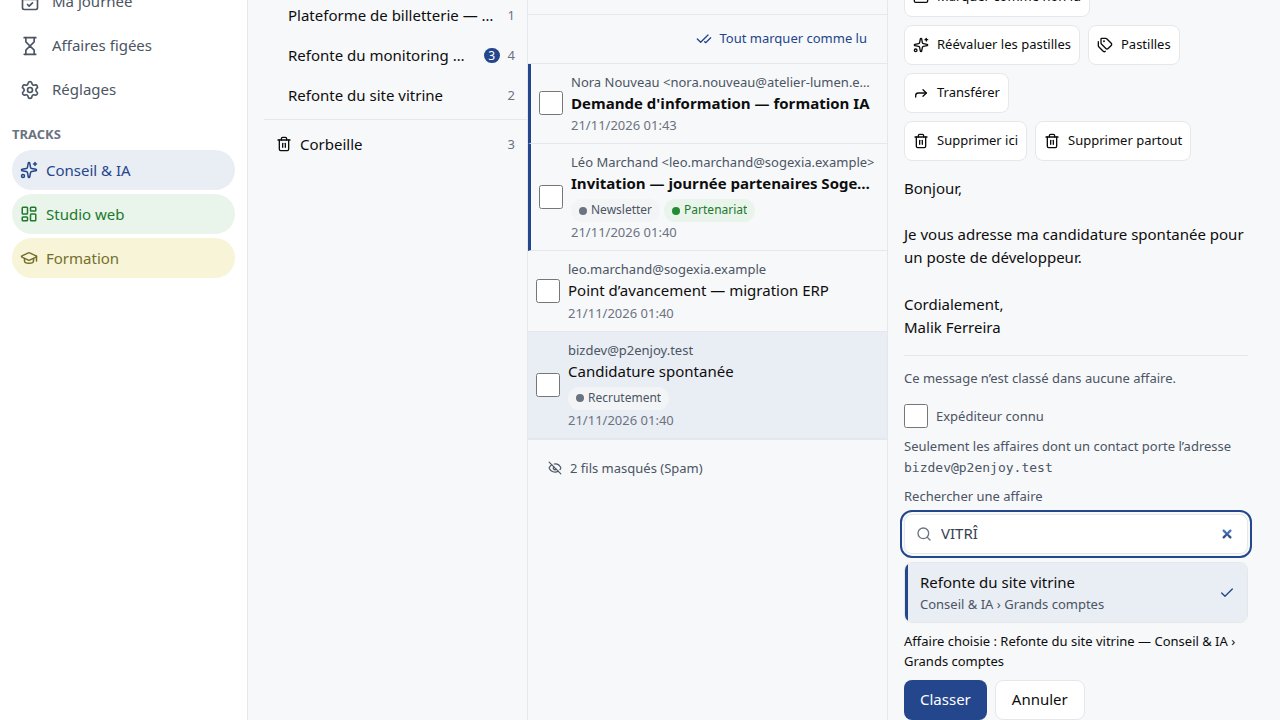 Ma journée
Affaires figées
Réglages
TRACKS
Conseil & IA
Studio web
Formation
Plateforme de billetterie — ... 1
Refonte du monitoring ... 3 4
Refonte du site vitrine 2
Corbeille 3
Tout marquer comme lu
Nora Nouveau <nora.nouveau@atelier-lumen.e...
Demande d'information — formation IA
21/11/2026 01:43
Léo Marchand <leo.marchand@sogexia.example>
Invitation — journée partenaires Soge...
Newsletter Partenariat
21/11/2026 01:40
leo.marchand@sogexia.example
Point d’avancement — migration ERP
21/11/2026 01:40
bizdev@p2enjoy.test
Candidature spontanée
Recrutement
21/11/2026 01:40
2 fils masqués (Spam)
Marquer comme non lu
Réévaluer les pastilles Pastilles
Transférer
Supprimer ici Supprimer partout
Bonjour,
Je vous adresse ma candidature spontanée pour
un poste de développeur.
Cordialement,
Malik Ferreira
Ce message n’est classé dans aucune affaire.
Expéditeur connu
Seulement les affaires dont un contact porte l’adresse
bizdev@p2enjoy.test
Rechercher une affaire
VITRÎ
Refonte du site vitrine
Conseil & IA › Grands comptes
Affaire choisie : Refonte du site vitrine — Conseil & IA ›
Grands comptes
Classer Annuler